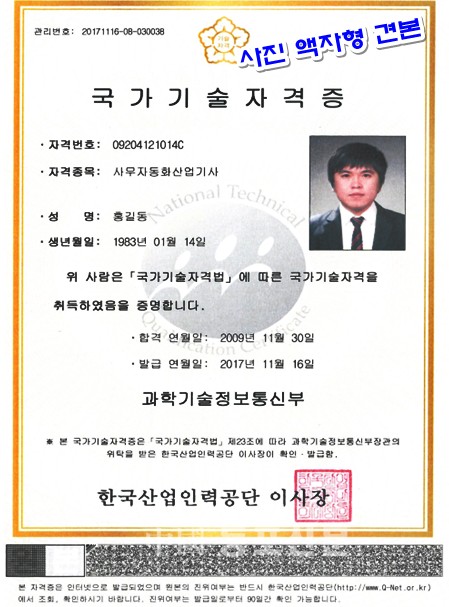 관리번호: 20171116-08-030038
사진 액자형 견본
국가기술자격증
· 자격번호: 09204121014C
· 자격종목: 사무자동화산업기사
National Technical
· 성 명: 홍길동
· 생년월일: 1983년 01월 14일
위 사람은「국가기술자격법」에 따른 국가기술자격을
취득하였음을 증명합니다.
Qualification Certificate
· 합격 연월일: 2009년 11월 30일
· 발급 연월일: 2017년 11월 16일
과학기술정보통신부
※ 본 국가기술자격증은「국가기술자격법」제23조에 따라 과학기술정보통신부장관의
위탁을 받은 한국산업인력공단 이사장이 확인·발급함.
한국산업인력공단 이사장
본 자격증은 인터넷으로 발급되었으며 원본의 진위여부는 반드시 한국산업인력공단(http://www.Q-Net.or.kr)
에서 조회, 확인하시기 바랍니다. 진위여부는 발급일로부터 90일간 확인 가능합니다.